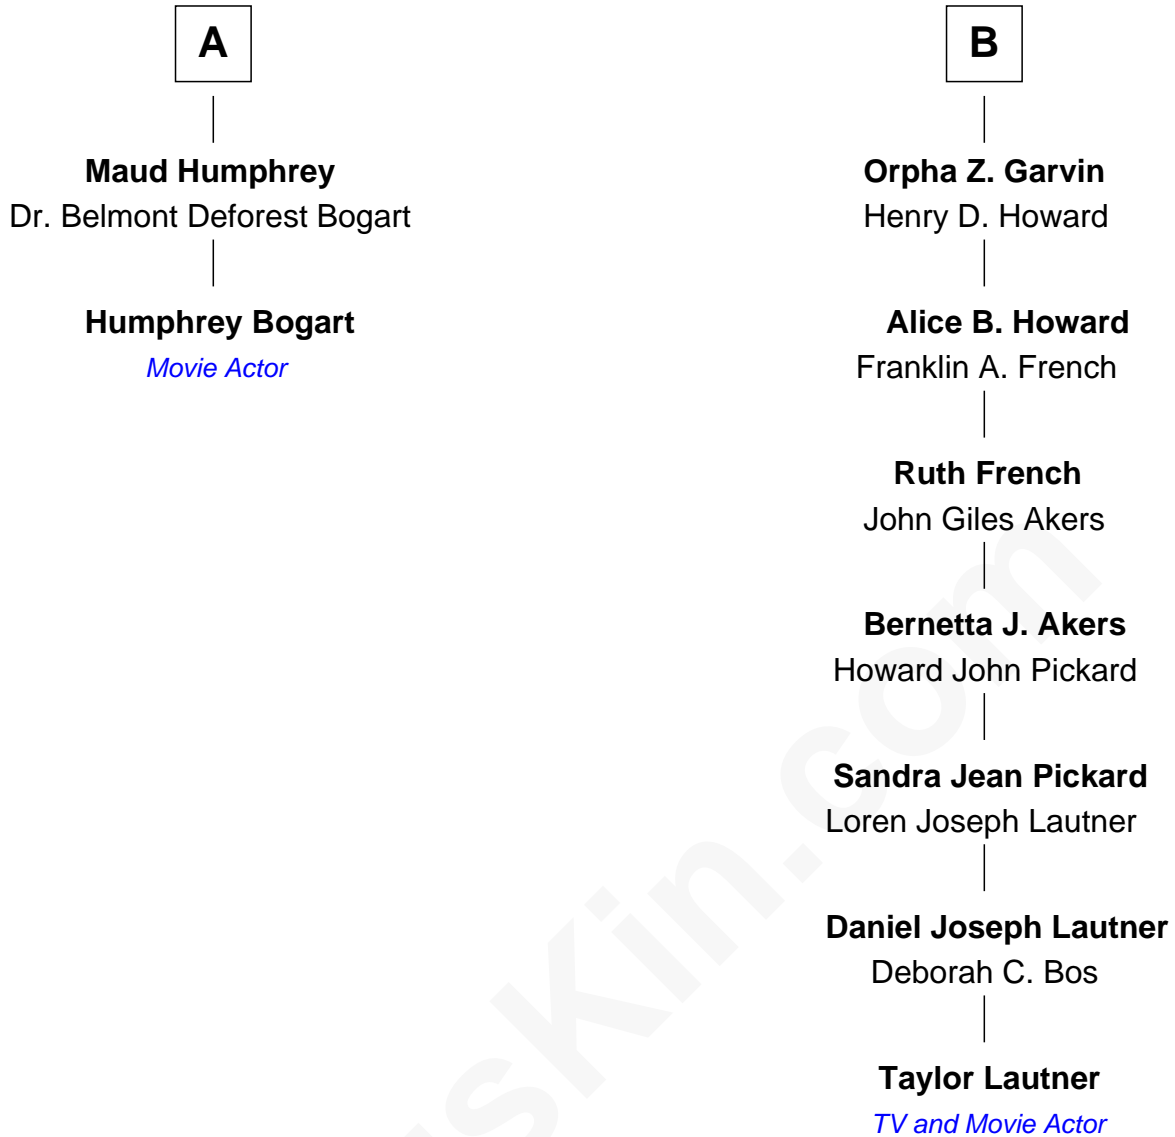 A
Maud Humphrey
Dr. Belmont Deforest Bogart
Humphrey Bogart
Movie Actor
B
Orpha Z. Garvin
Henry D. Howard
Alice B. Howard
Franklin A. French
Ruth French
John Giles Akers
Bernetta J. Akers
Howard John Pickard
Sandra Jean Pickard
Loren Joseph Lautner
Daniel Joseph Lautner
Deborah C. Bos
Taylor Lautner
TV and Movie Actor